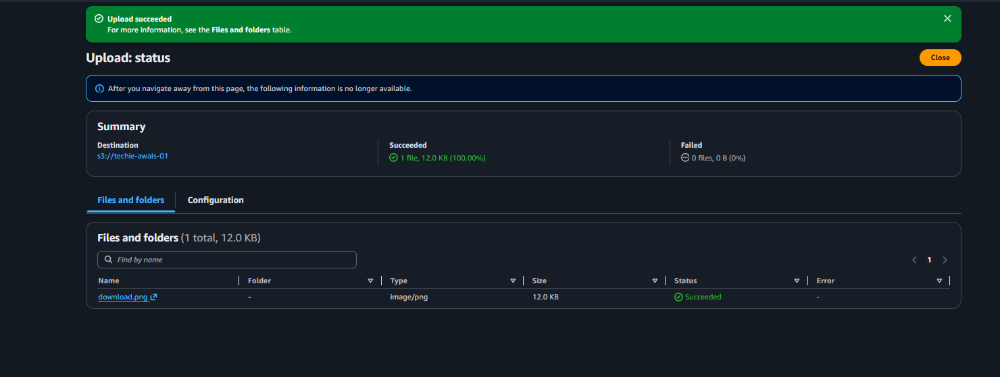 Upload succeeded
For more information, see the Files and folders table.
Upload: status
Close
After you navigate away from this page, the following information is no longer available.
Summary
Destination
Succeeded
Failed
s3://techie-awais-01
1 file, 12.0 KB (100.00%)
0 files, 0 B (0%)
Files and folders
Configuration
Files and folders (1 total, 12.0 KB)
Find by name
1
Name Folder Type Size Status Error
download.png - image/png 12.0 KB Succeeded -